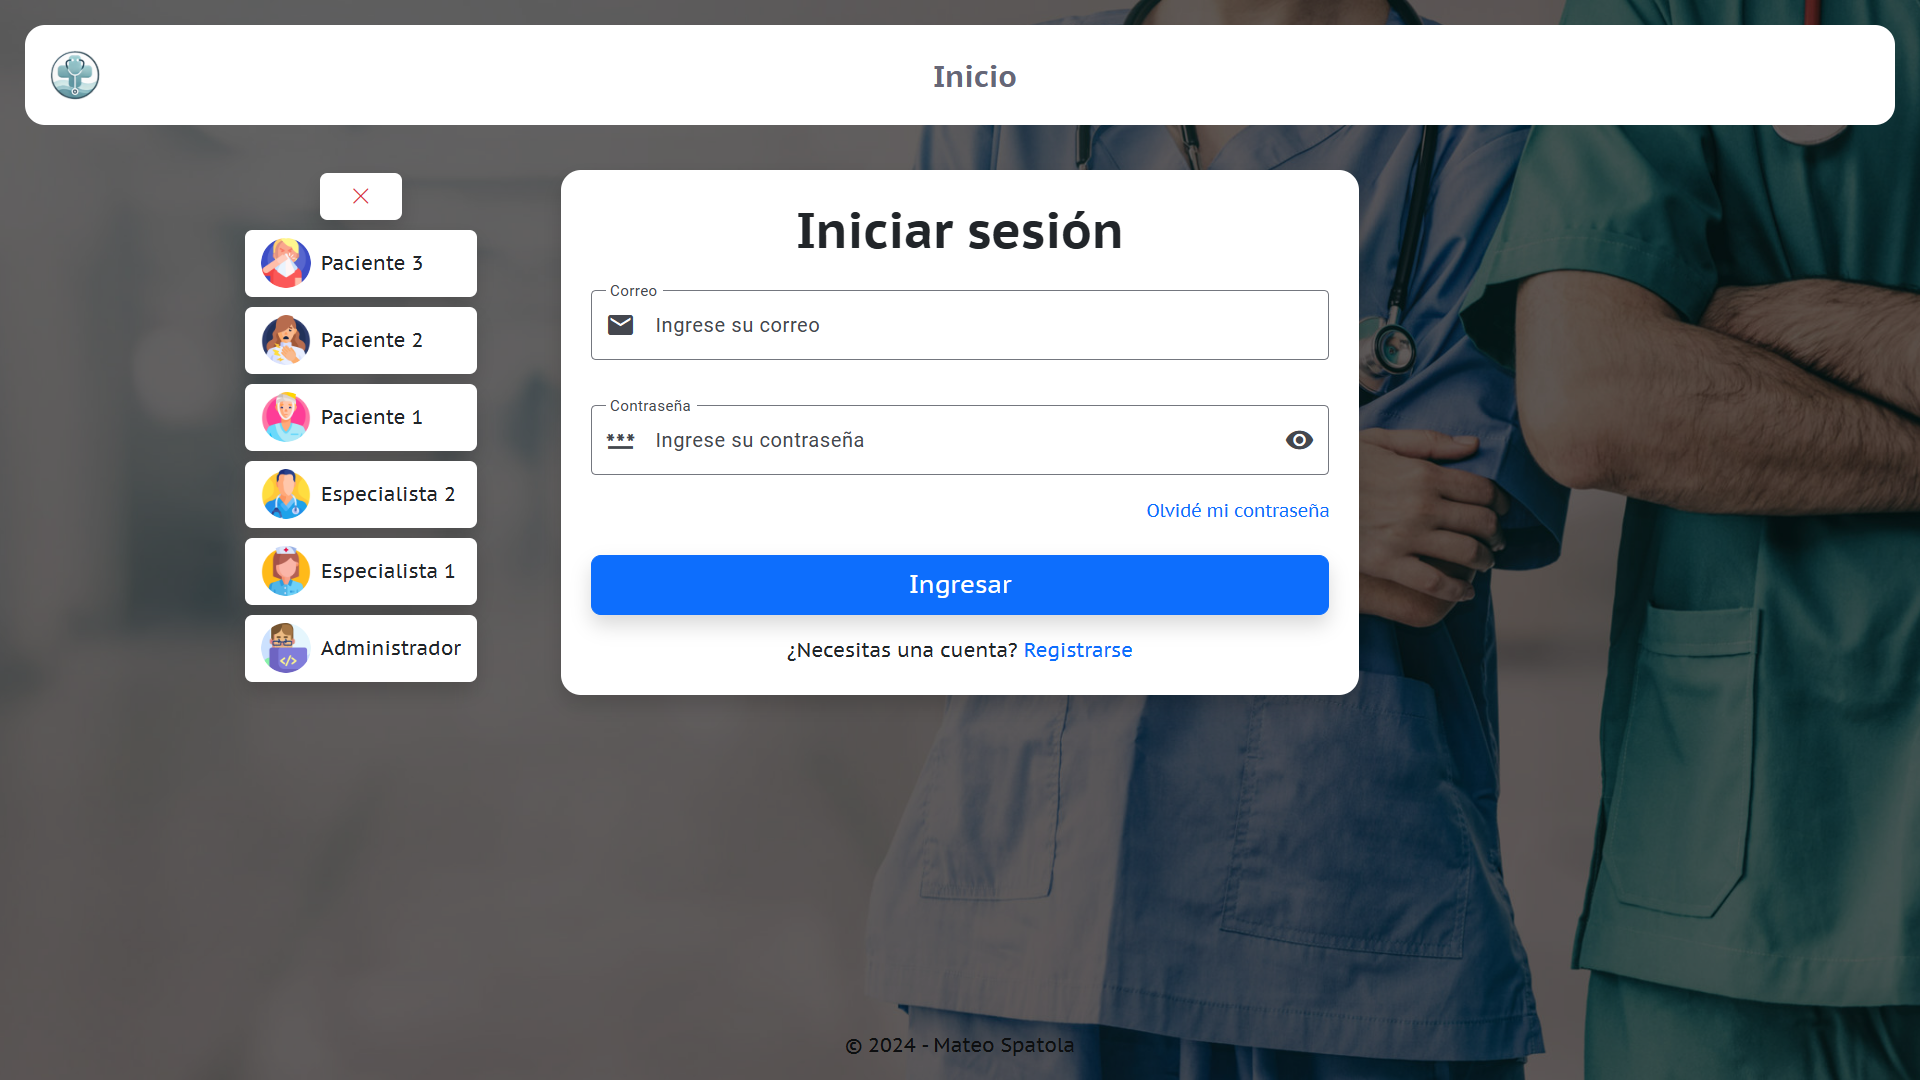 Inicio
Paciente 3
Paciente 2
Paciente 1
Especialista 2
Especialista 1
Administrador
Iniciar sesión
Correo
Ingrese su correo
Contraseña
*** Ingrese su contraseña
Olvidé mi contraseña
Ingresar
¿Necesitas una cuenta? Registrarse
© 2024 - Mateo Spatola